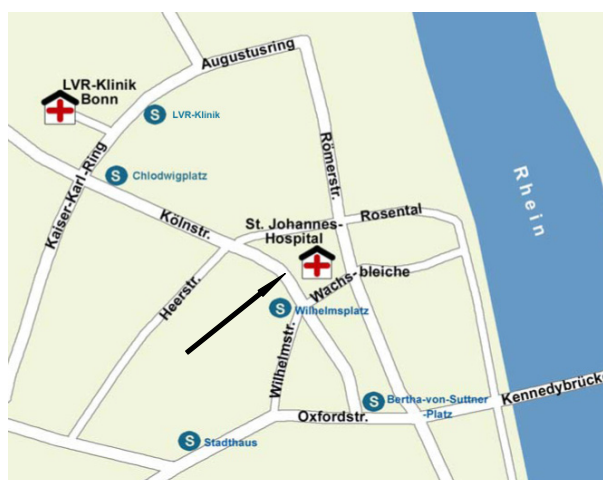 Augustusring
LVR-Klinik
Bonn
S
LVR-Klinik
Römerstr.
Kaiser-Karl-Ring
S
Chlodwigplatz
Rhein
Kölnstr.
St. Johannes-
Hospital
Rosental
Heerstr.
Wachs-bleiche
S
Wilhelmsplatz
Wilhelmstr.
Kennedybrücke
S
Bertha-von-Suttner
-Platz
Oxfordstr.
S
Stadthaus